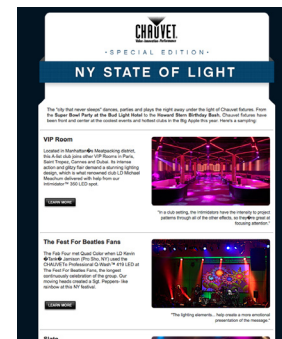 CHAUVET
Value•Innovation•Performance
•SPECIAL EDITION•
NY STATE OF LIGHT
The "city that never sleeps" dances, parties and plays the night away under the light of Chauvet fixtures. From
the Super Bowl Party at the Bud Light Hotel to the Howard Stern Birthday Bash, Chauvet fixtures have
been front and center at the coolest events and hottest clubs in the Big Apple this year. Here's a sampling:
VIP Room
Located in Manhattan�s Meatpacking district,
this A-list club joins other VIP Rooms in Paris,
Saint Tropez, Cannes and Dubai. Its intense
action and glitzy flair demand a stunning lighting
design, which is what renowned club LD Michael
Meacham delivered with help from our
Intimidator™ 350 LED spot.
LEARN MORE
"In a club setting, the Intimidators have the intensity to project
patterns through all of the other effects, so they�re great at
focusing attention."
The Fest For Beatles Fans
The Fab Four met Quad Color when LD Kevin
�Tank� Jackson (Pro Sho, NY) used the
CHAUVET® Professional Q-Wash™ 419 LED at
The Fest For Beatles Fans, the longest
continuously celebration of the group. Our
moving heads created a Sgt. Peppers- like
rainbow at this NY festival.
LEARN MORE
"The lighting elements... help create a more emotional
presentation of the message."